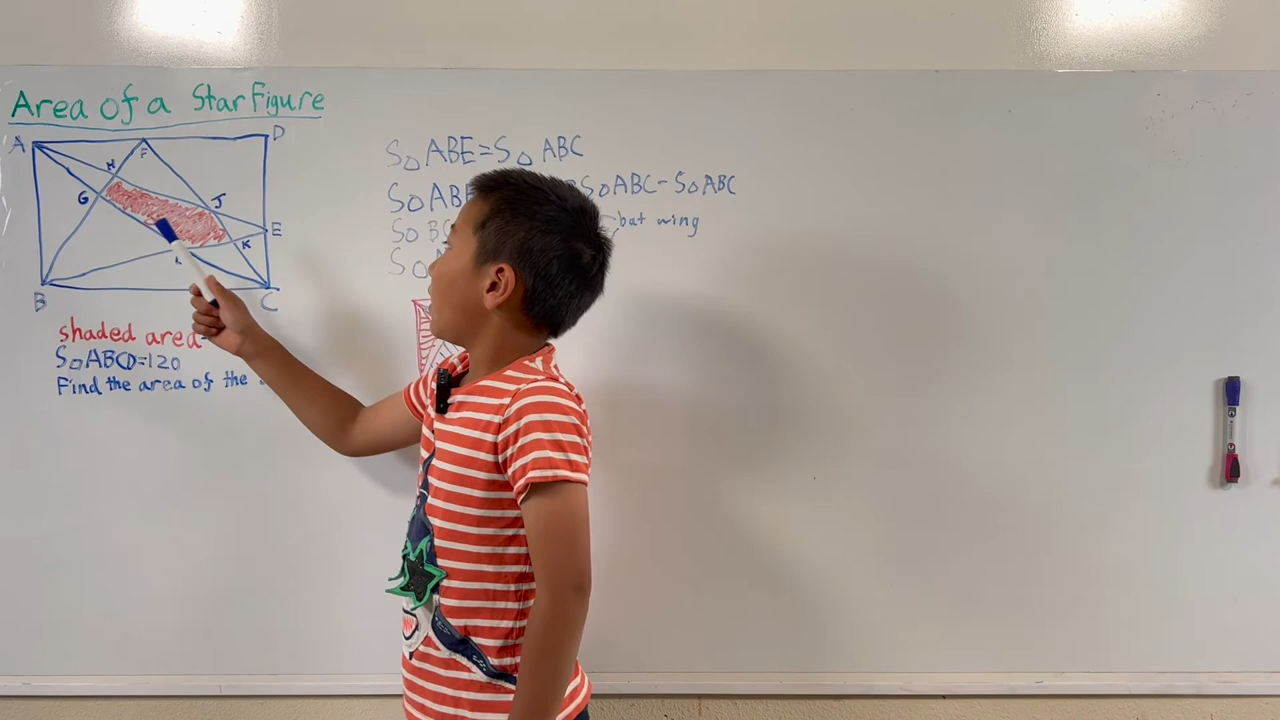 Area of a Star Figure
A
F
D
H
G
J
E
K
L
B
C
shaded area
S▱ABCD=120
Find the area of the
S△ABE=S△ABC
S△ABE S△ABC-S△ABC
S△BC bat wing
S△